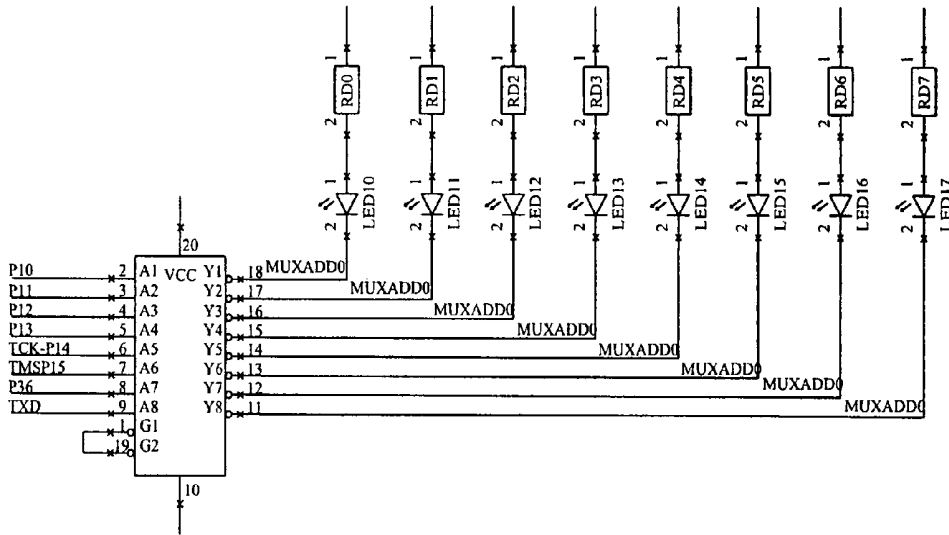 1 1 1 1 1 1 1 1
RD0 RD1 RD2 RD3 RD4 RD5 RD6 RD7
2 2 2 2 2 2 2 2
1 1 1 1 1 1 1 1
LED10 LED11 LED12 LED13 LED14 LED15 LED16 LED17
2 2 2 2 2 2 2 2
20
VCC
P10 2 A1 Y1 18 MUXADD0
P11 3 A2 Y2 17 MUXADD0
P12 4 A3 Y3 16 MUXADD0
P13 5 A4 Y4 15 MUXADD0
TCK-P14 6 A5 Y5 14 MUXADD0
TMSP15 7 A6 Y6 13 MUXADD0
P36 8 A7 Y7 12 MUXADD0
TXD 9 A8 Y8 11 MUXADD0
1 G1
19 G2
10